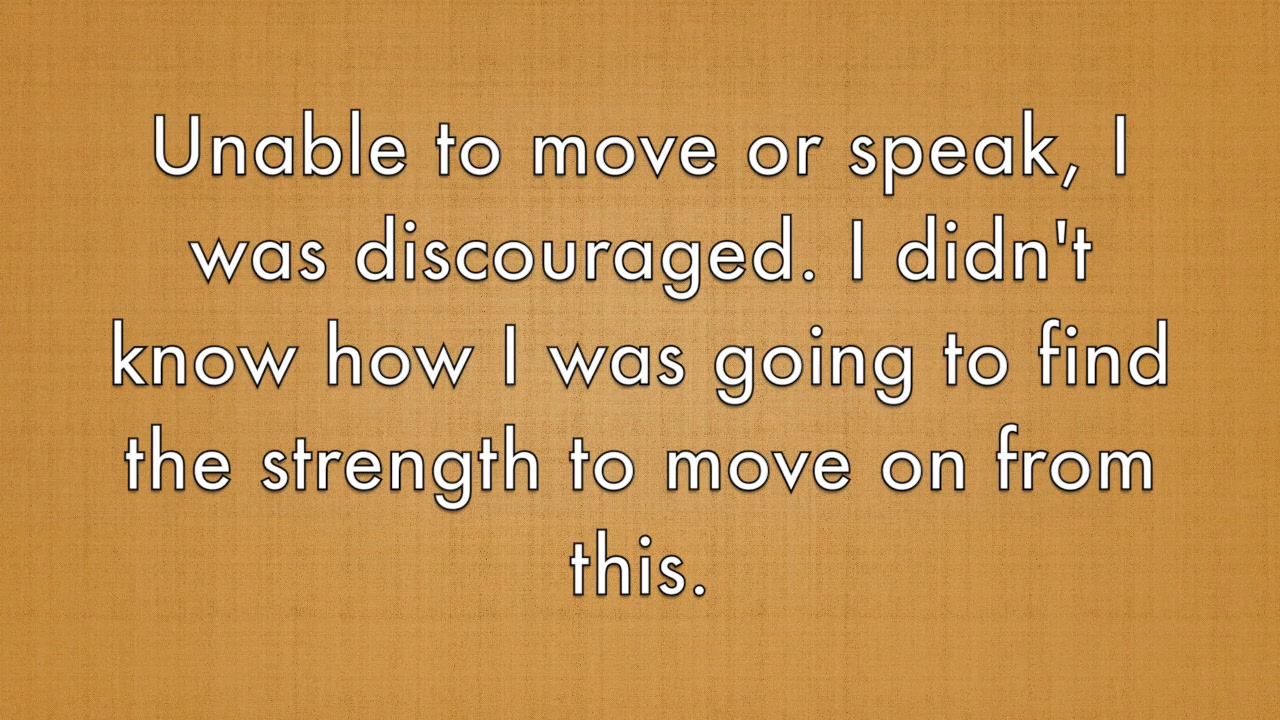 Unable to move or speak, I
was discouraged. I didn't
know how I was going to find
the strength to move on from
this.